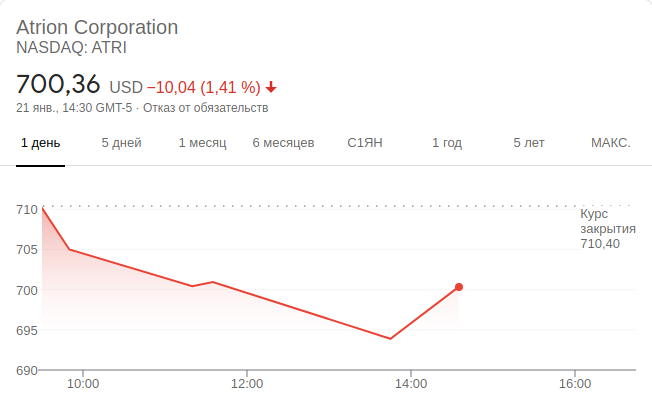 Atrion Corporation
NASDAQ: ATRI
700,36 USD −10,04 (1,41 %)
21 янв., 14:30 GMT-5 · Отказ от обязательств
1 день 5 дней 1 месяц 6 месяцев С1ЯН 1 год 5 лет МАКС.
710
Курс
закрытия
710,40
705
700
695
690
10:00 12:00 14:00 16:00